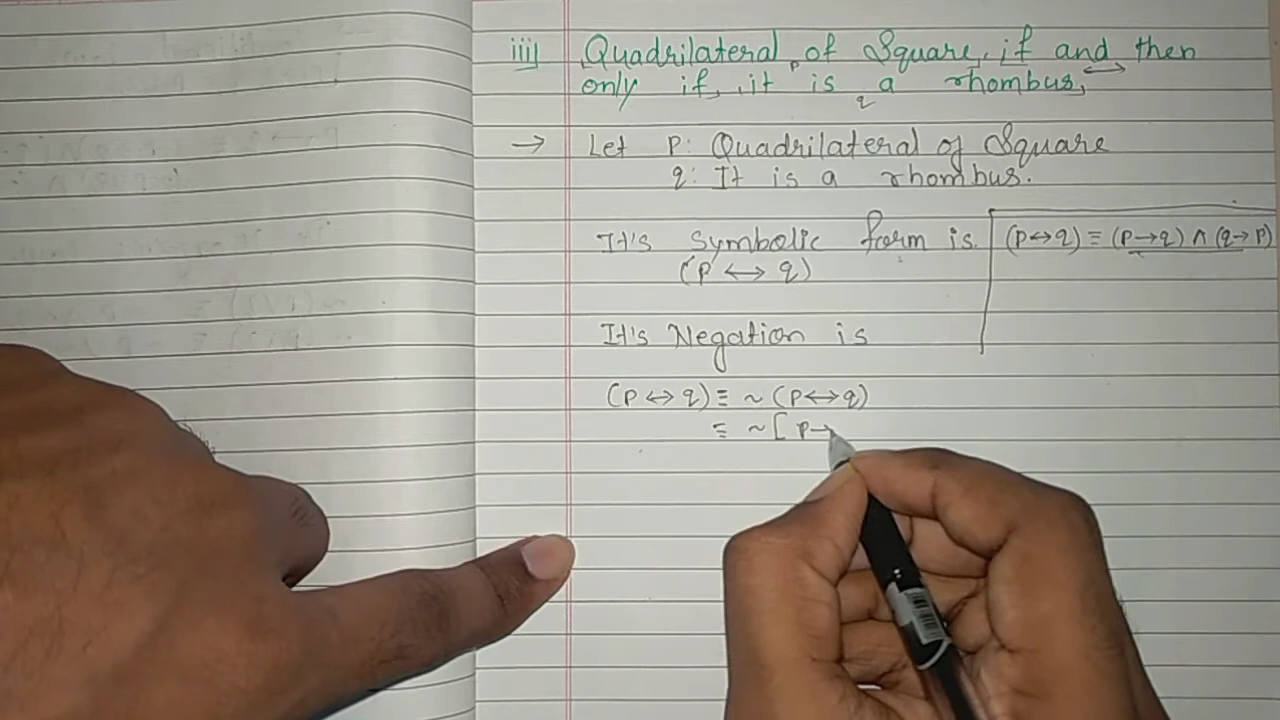 iii] Quadrilateral of Square, if and then
p
only if, it is a rhombus, ↔
q
→ Let p: Quadrilateral of Square
q: It is a rhombus.
It's Symbolic form is
(p ↔ q)
(p↔q) ≡ (p→q) ∧ (q→p)
It's Negation is
(p ↔ q) ≡ ~ (p↔q)
≡ ~ [ p→